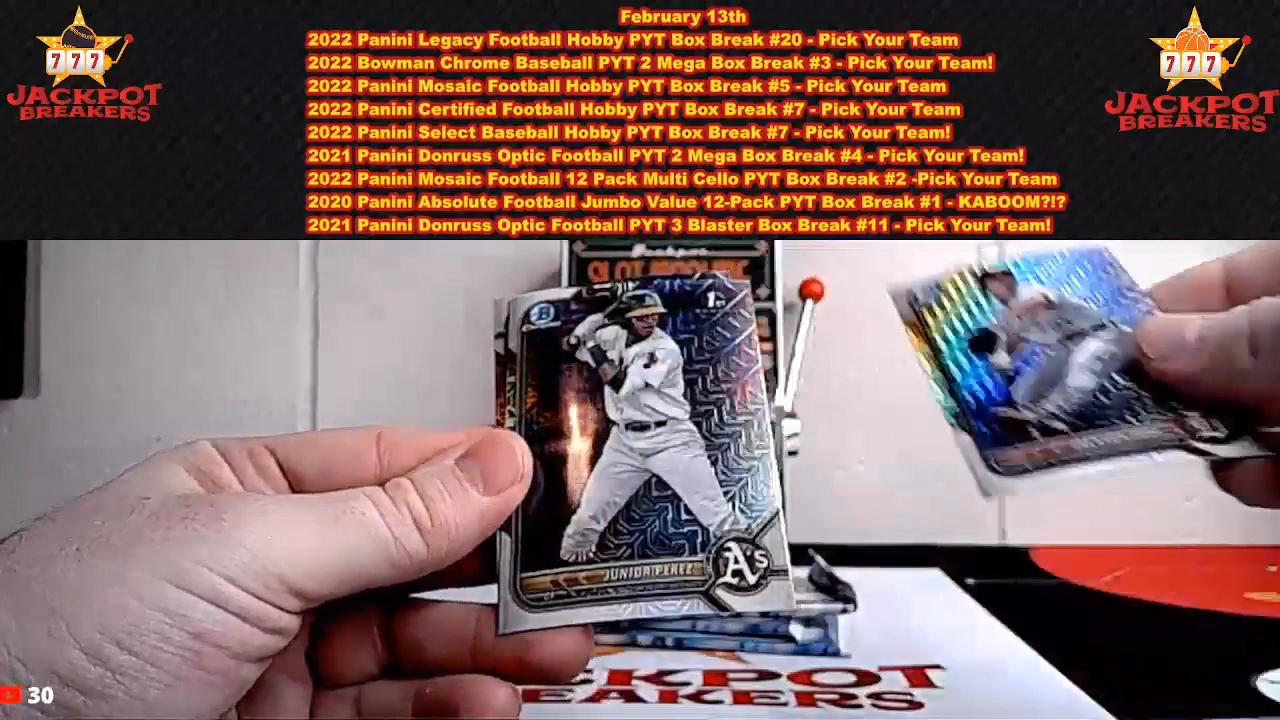 February 13th
2022 Panini Legacy Football Hobby PYT Box Break #20 - Pick Your Team
2022 Bowman Chrome Baseball PYT 2 Mega Box Break #3 - Pick Your Team!
2022 Panini Mosaic Football Hobby PYT Box Break #5 - Pick Your Team
2022 Panini Certified Football Hobby PYT Box Break #7 - Pick Your Team
2022 Panini Select Baseball Hobby PYT Box Break #7 - Pick Your Team!
2021 Panini Donruss Optic Football PYT 2 Mega Box Break #4 - Pick Your Team!
2022 Panini Mosaic Football 12 Pack Multi Cello PYT Box Break #2 -Pick Your Team
2020 Panini Absolute Football Jumbo Value 12-Pack PYT Box Break #1 - KABOOM?!?
2021 Panini Donruss Optic Football PYT 3 Blaster Box Break #11 - Pick Your Team!
777
JACKPOT
BREAKERS
777
JACKPOT
BREAKERS
B
1st
JUNIOR PEREZ
A's
JACKPOT
BREAKERS
30